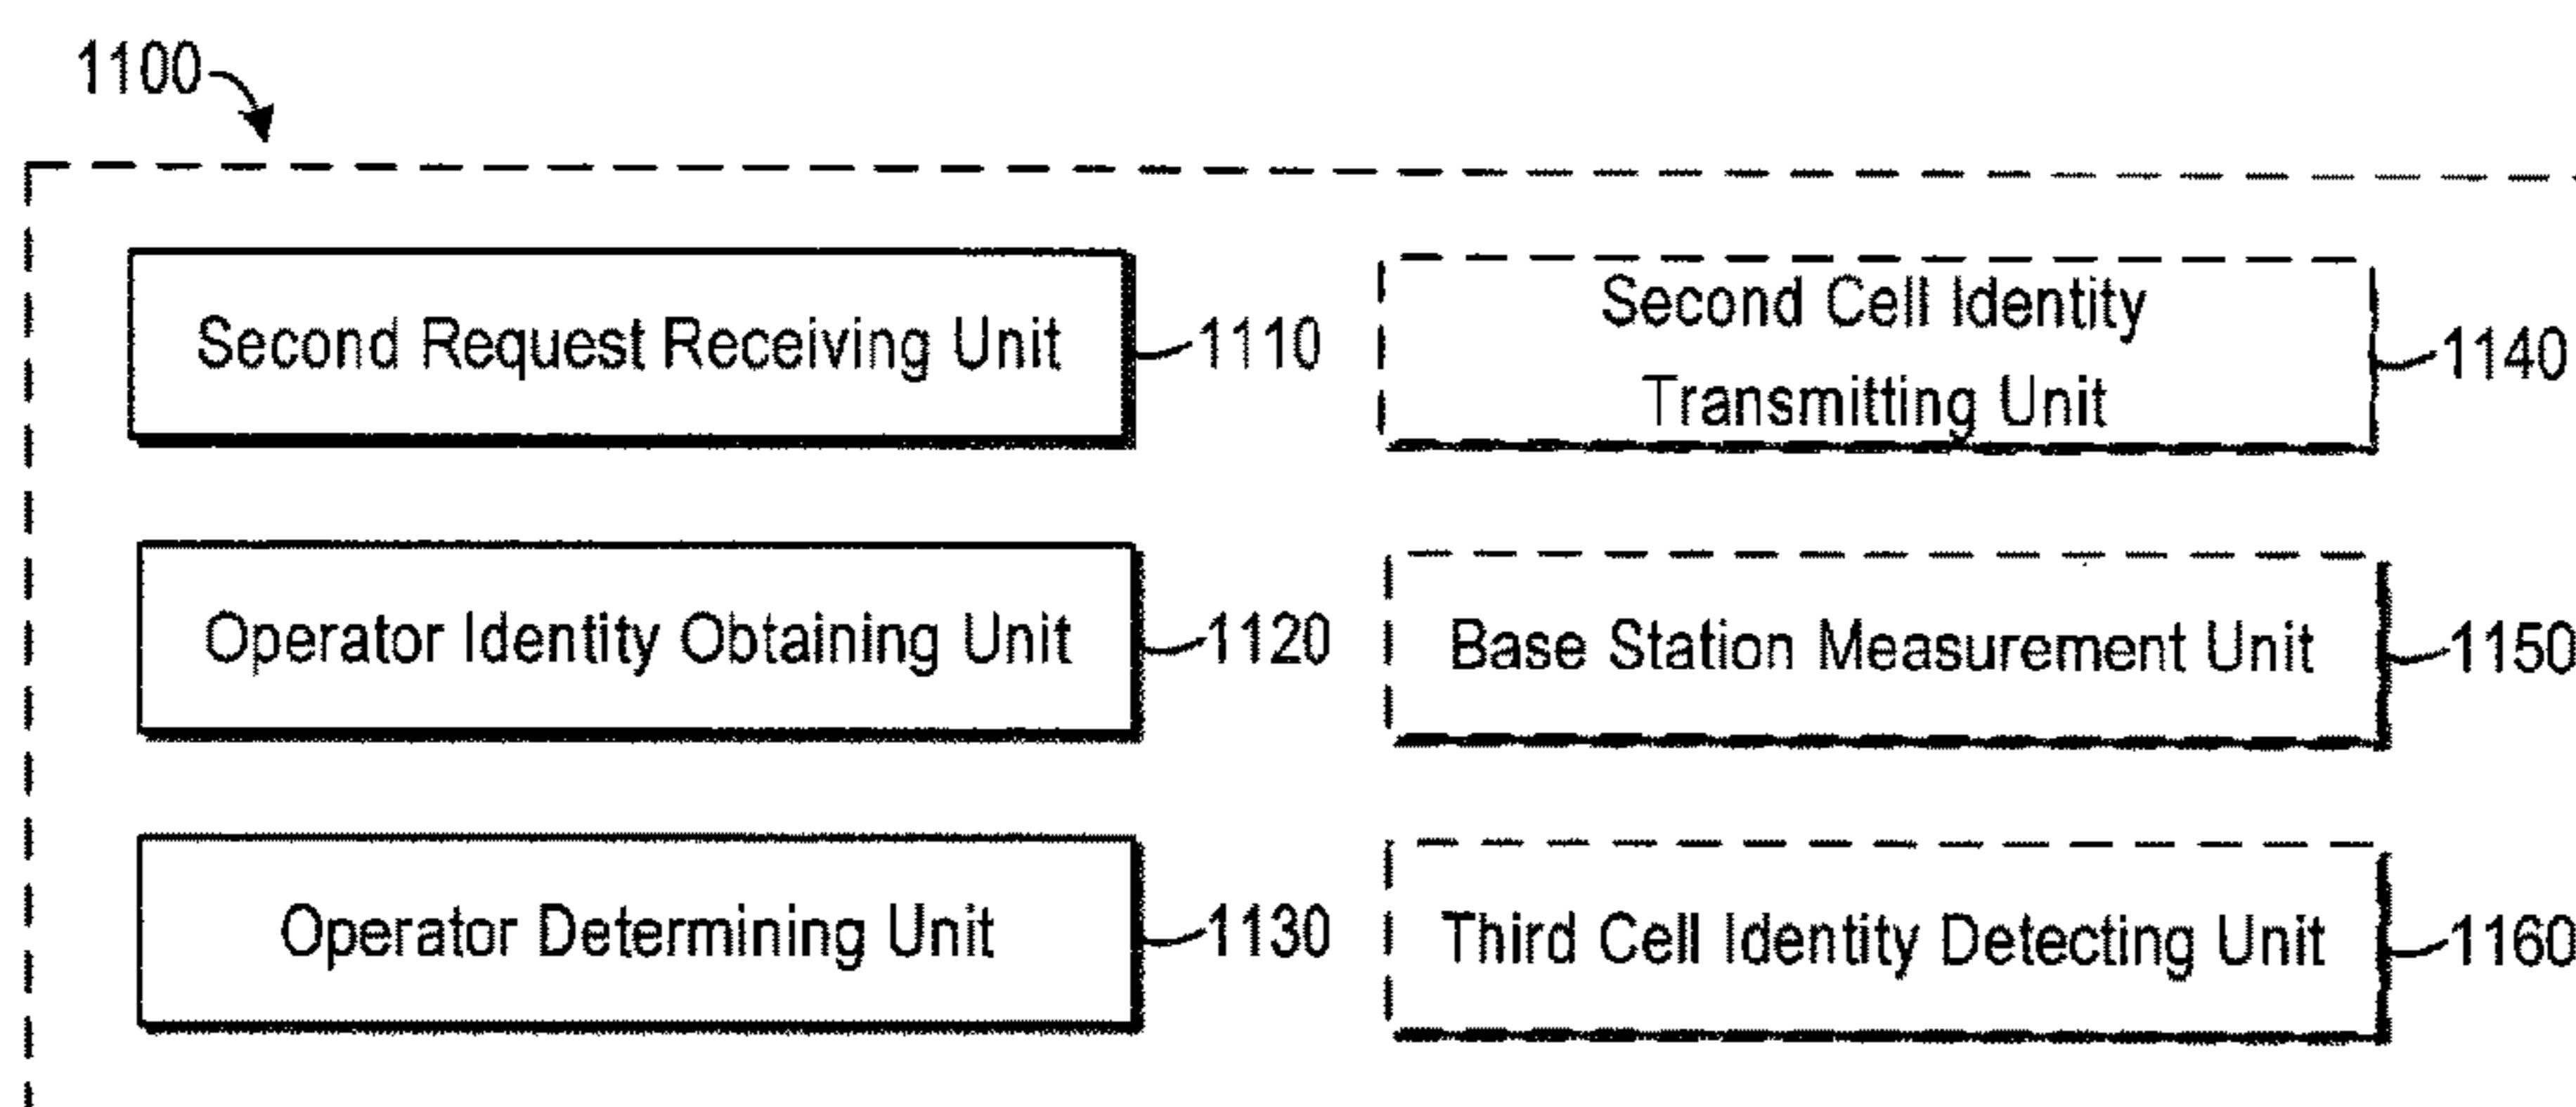 1100
Second Request Receiving Unit
1110
Operator Identity Obtaining Unit
1120
Operator Determining Unit
1130
Second Cell Identity
Transmitting Unit
1140
Base Station Measurement Unit
1150
Third Cell Identity Detecting Unit
1160